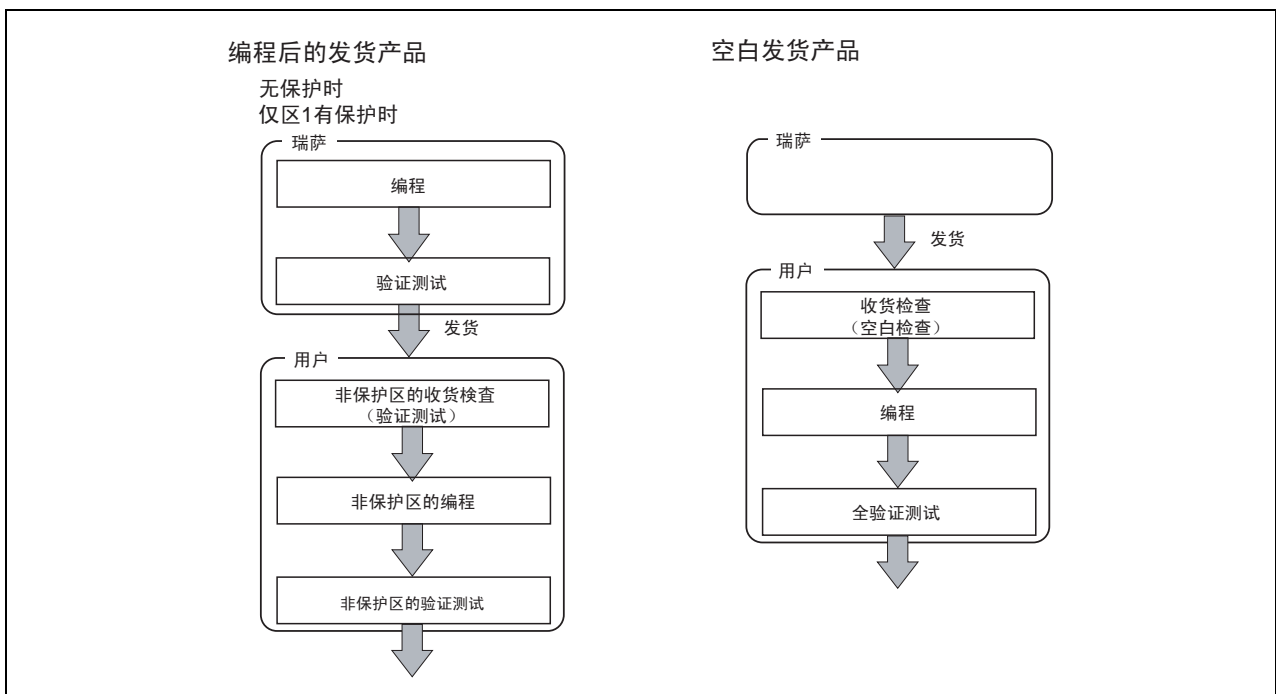 编程后的发货产品
无保护时
仅区1有保护时
瑞萨
编程
验证测试
发货
用户
非保护区的收货检查
（验证测试）
非保护区的编程
非保护区的验证测试
空白发货产品
瑞萨
发货
用户
收货检查
（空白检查）
编程
全验证测试